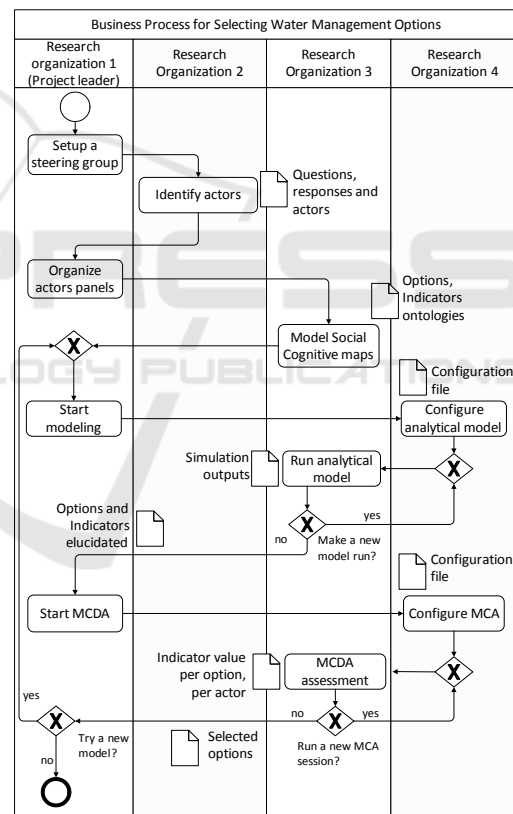 Business Process for Selecting Water Management Options
Research
organization 1
(Project leader)
Research
Organization 2
Research
Organization 3
Research
Organization 4
Setup a
steering group
Identify actors
Questions,
responses and
actors
Organize
actors panels
Options,
Indicators
ontologies
Model Social
Cognitive maps
X
Configuration
file
Start
modeling
Configure
analytical model
Simulation
outputs
Run analytical
model
X
Options and
Indicators
elucidated
X
yes
no
Make a new
model run?
Configuration
file
Start MCDA
Configure MCA
Indicator value
per option,
per actor
MCDA
assessment
X
yes
X
Try a new
model?
no
no
X
yes
Run a new MCA
session?
Selected
options
PRESS
LOGY PUBLICATIONS